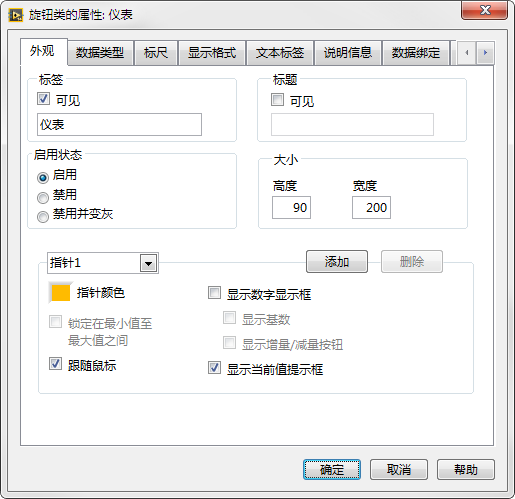 旋钮类的属性: 仪表
外观 数据类型 标尺 显示格式 文本标签 说明信息 数据绑定
标签
可见
仪表
标题
可见
启用状态
启用
禁用
禁用并变灰
大小
高度 宽度
90 200
指针1 添加 删除
指针颜色
锁定在最小值至
最大值之间
跟随鼠标
显示数字显示框
显示基数
显示增量/减量按钮
显示当前值提示框
确定 取消 帮助